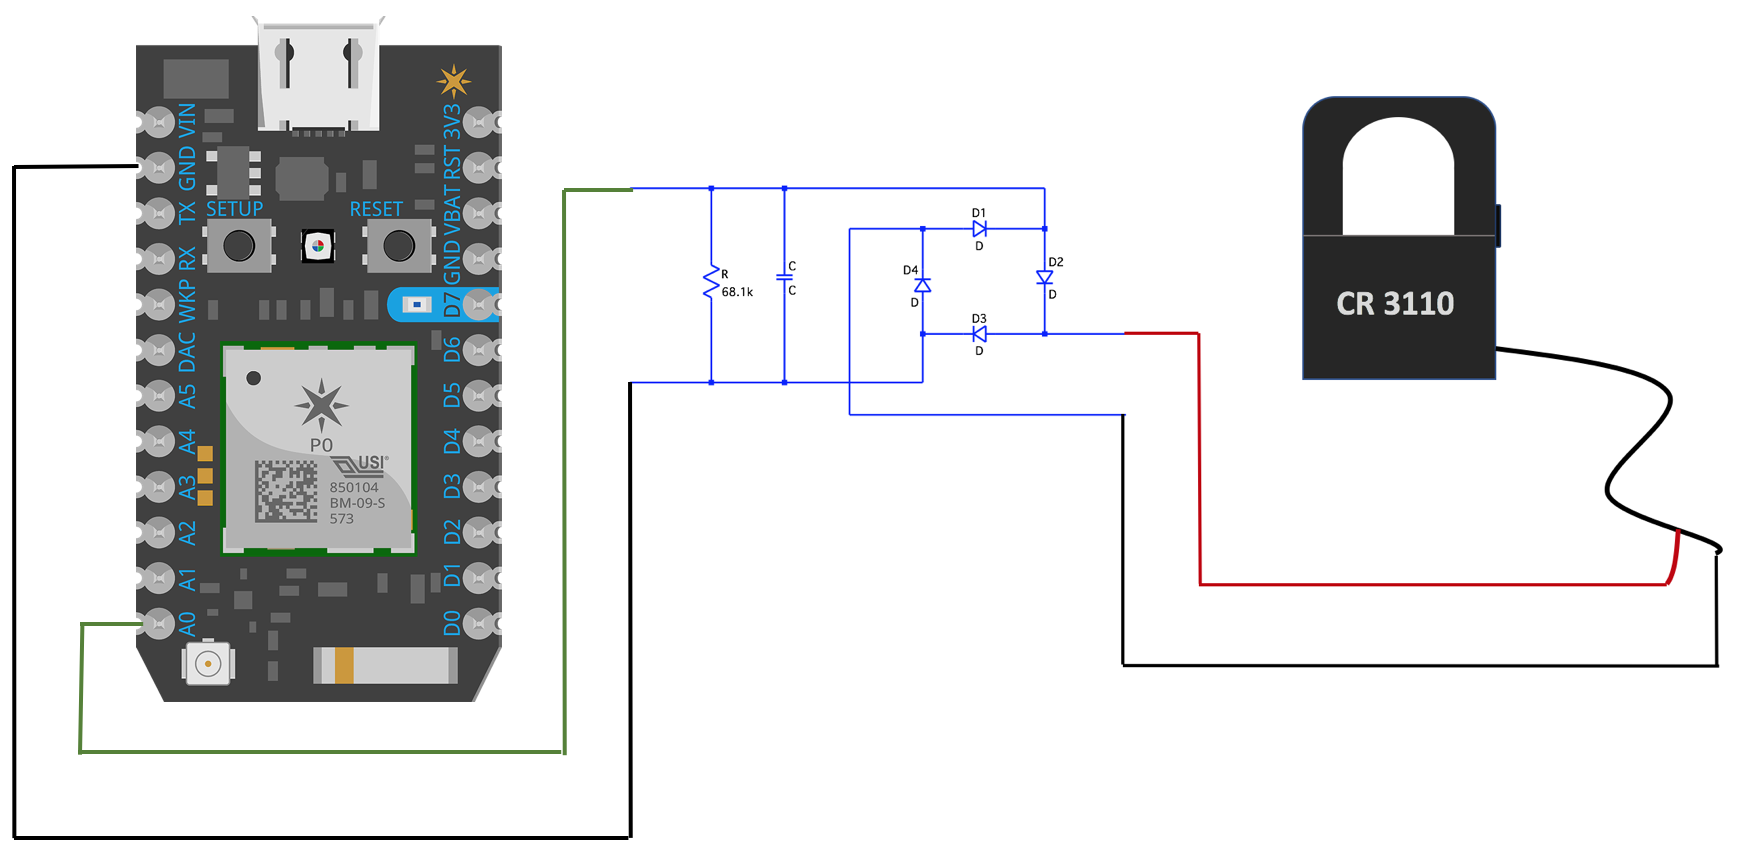 VIN
GND
TX
RX
WKP
DAC
A5
A4
A3
A2
A1
A0
3V3
RST
VBAT
GND
D7
D6
D5
D4
D3
D2
D1
D0
SETUP
RESET
P0
USI®
850104
BM-09-S
573
R
68.1k
C
C
D1
D
D4
D
D2
D
D3
D
CR 3110